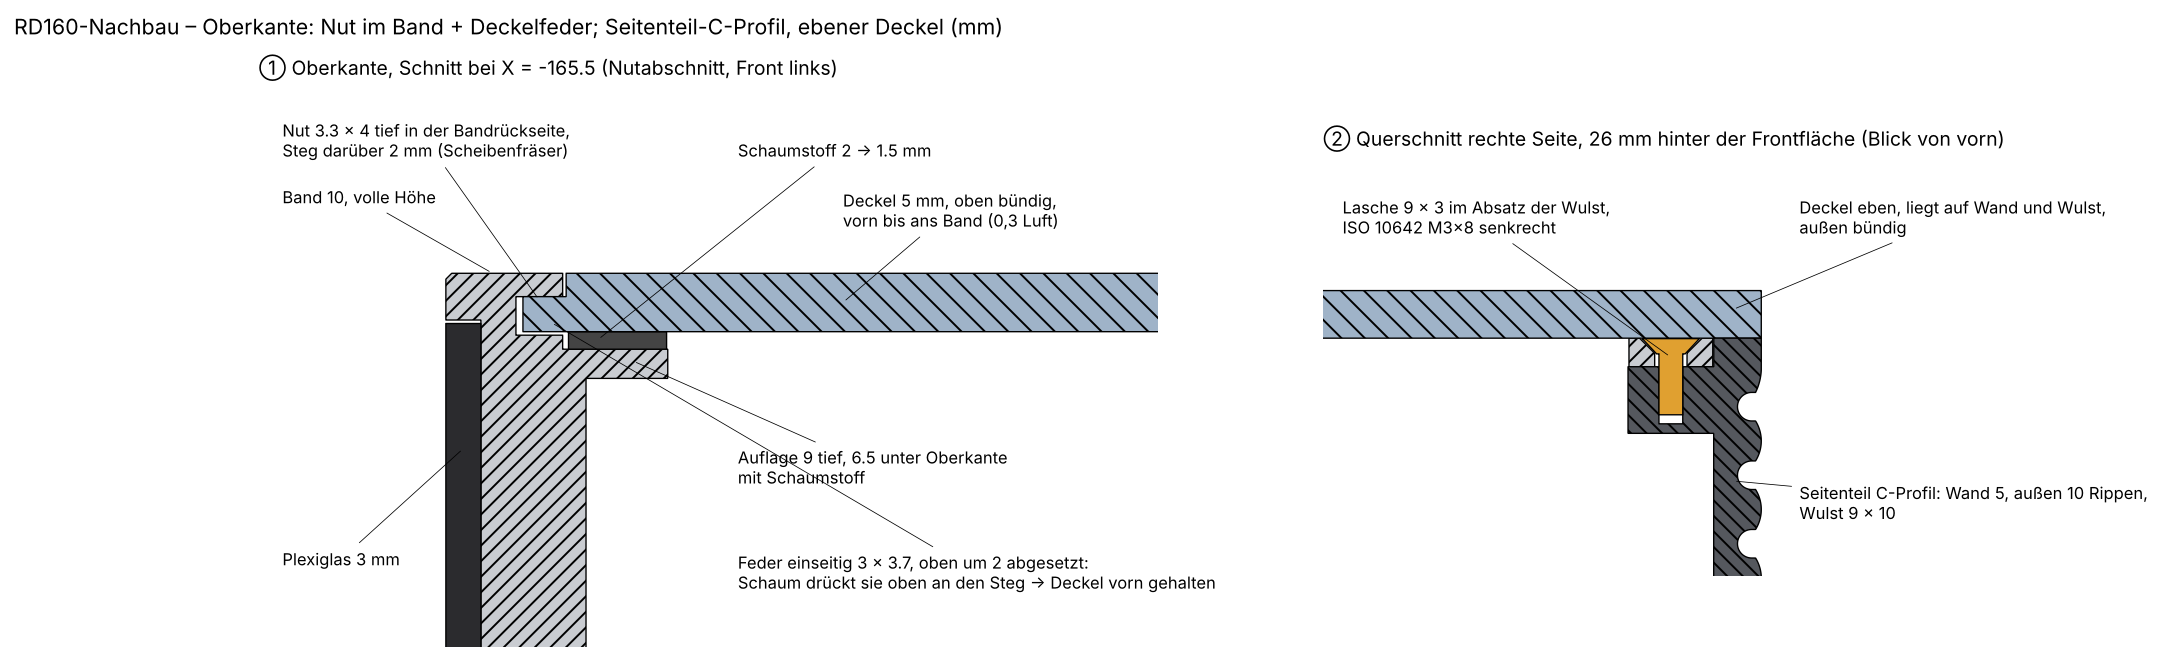 RD160-Nachbau – Oberkante: Nut im Band + Deckelfeder; Seitenteil-C-Profil, ebener Deckel (mm)
① Oberkante, Schnitt bei X = -165.5 (Nutabschnitt, Front links)
Nut 3.3 × 4 tief in der Bandrückseite,
Steg darüber 2 mm (Scheibenfräser)
Band 10, volle Höhe
Schaumstoff 2 → 1.5 mm
Deckel 5 mm, oben bündig,
vorn bis ans Band (0,3 Luft)
Auflage 9 tief, 6.5 unter Oberkante
mit Schaumstoff
Plexiglas 3 mm
Feder einseitig 3 × 3.7, oben um 2 abgesetzt:
Schaum drückt sie oben an den Steg → Deckel vorn gehalten
② Querschnitt rechte Seite, 26 mm hinter der Frontfläche (Blick von vorn)
Lasche 9 × 3 im Absatz der Wulst,
ISO 10642 M3×8 senkrecht
Deckel eben, liegt auf Wand und Wulst,
außen bündig
Seitenteil C-Profil: Wand 5, außen 10 Rippen,
Wulst 9 × 10